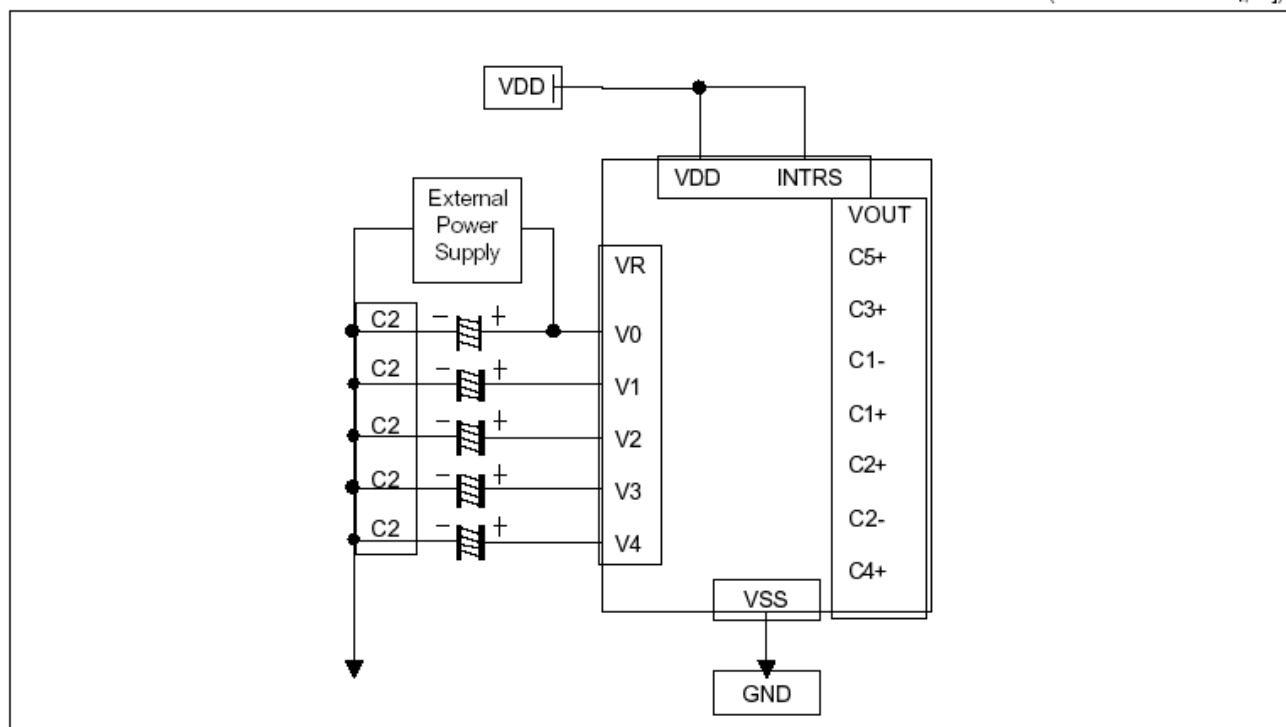 VDD
VDD INTRS
External
Power
Supply
VOUT
VR
C5+
C2 - + V0
C3+
C2 - + V1
C1-
C2 - + V2
C1+
C2 - + V3
C2+
C2 - + V4
C2-
C4+
VSS
GND